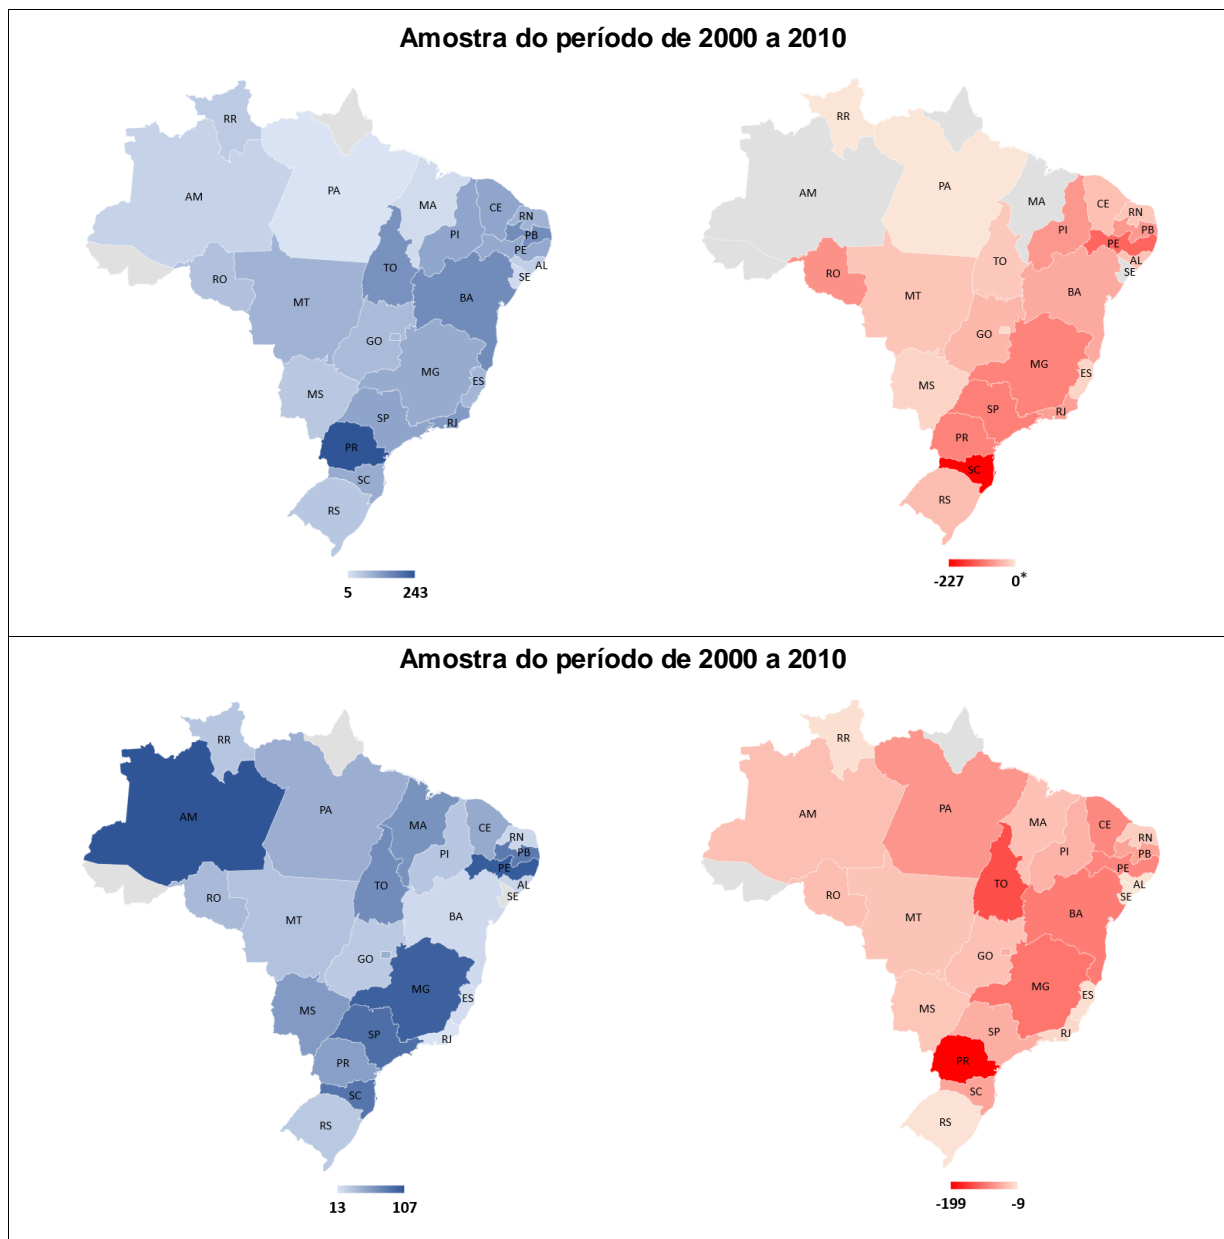 Amostra do período de 2000 a 2010
RR
AM
PA
MA
CE
RN
PB
PE
PI
AL
SE
TO
RO
BA
MT
GO
MG
ES
MS
SP
RJ
PR
SC
RS
5 243
RR
AM
PA
MA
CE
RN
PB
PE
PI
AL
SE
TO
RO
BA
MT
GO
MG
ES
MS
SP
RJ
PR
SC
RS
-227 0*
Amostra do período de 2000 a 2010
RR
AM
PA
MA
CE
RN
PB
PE
PI
AL
SE
TO
RO
BA
MT
GO
MG
ES
MS
SP
RJ
PR
SC
RS
13 107
RR
AM
PA
MA
CE
RN
PB
PE
PI
AL
SE
TO
RO
BA
MT
GO
MG
ES
MS
SP
RJ
PR
SC
RS
-199 -9